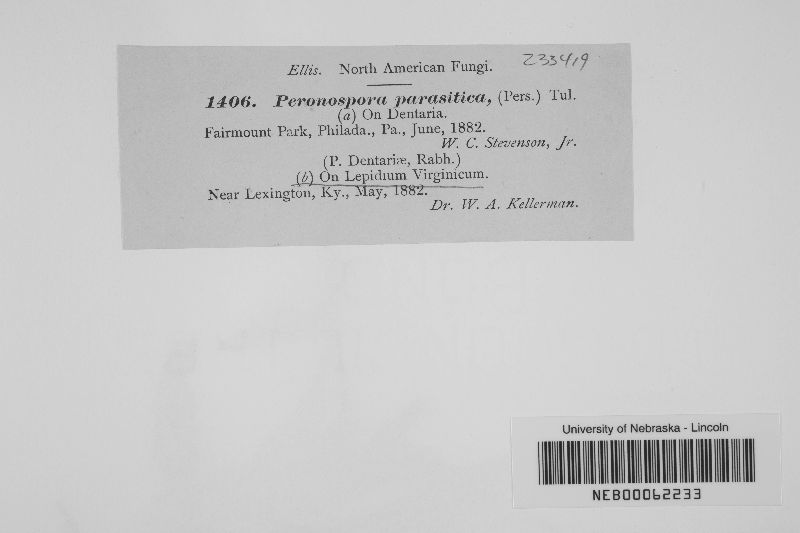 Ellis. North American Fungi.
233419
1406. Peronospora parasitica, (Pers.) Tul.
(a) On Dentaria.
Fairmount Park, Philada., Pa., June, 1882.
W. C. Stevenson, Jr.
(P. Dentariæ, Rabh.)
(b) On Lepidium Virginicum.
Near Lexington, Ky., May, 1882.
Dr. W. A. Kellerman.
University of Nebraska - Lincoln
NEB00062233